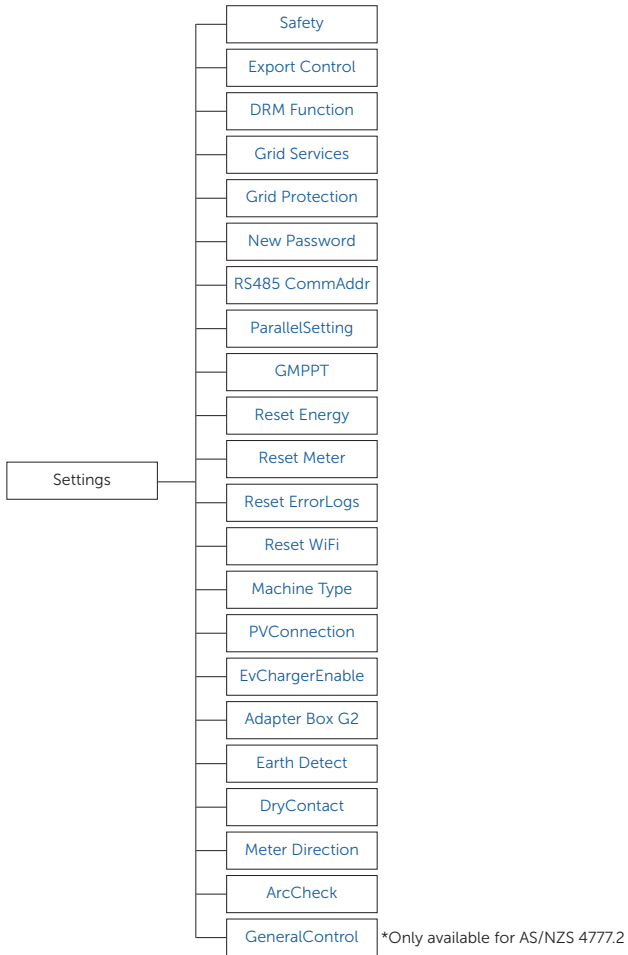 Safety
Export Control
DRM Function
Grid Services
Grid Protection
New Password
RS485 CommAddr
ParallelSetting
GMPPT
Reset Energy
Reset Meter
Settings
Reset ErrorLogs
Reset WiFi
Machine Type
PVConnection
EvChargerEnable
Adapter Box G2
Earth Detect
DryContact
Meter Direction
ArcCheck
GeneralControl *Only available for AS/NZS 4777.2